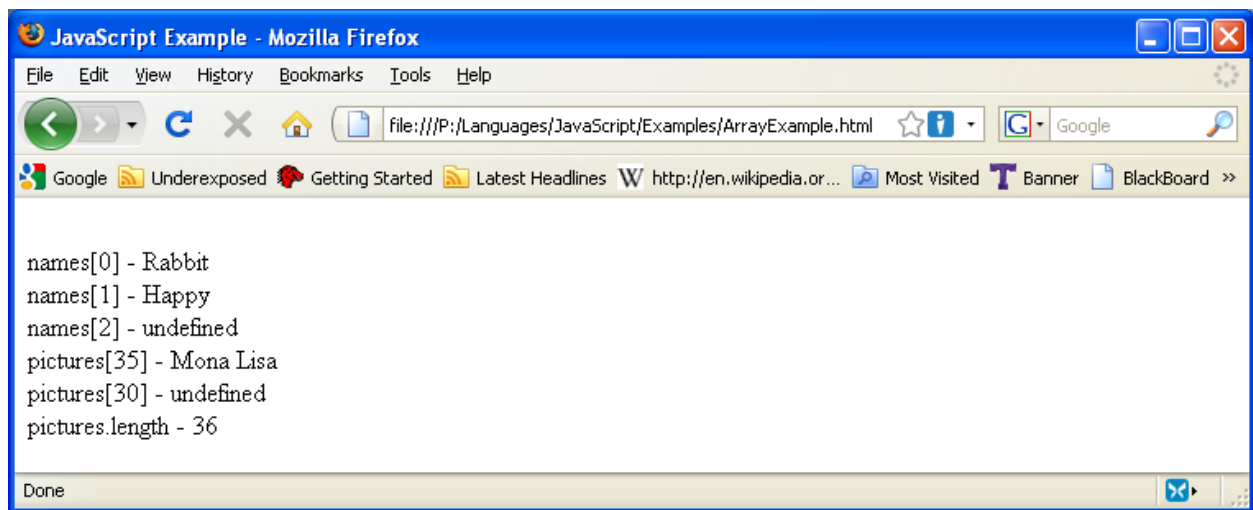 JavaScript Example - Mozilla Firefox
File Edit View History Bookmarks Tools Help
file:///P:/Languages/JavaScript/Examples/ArrayExample.html G Google
Google Underexposed Getting Started Latest Headlines W http://en.wikipedia.or... Most Visited T Banner BlackBoard »
names[0] - Rabbit
names[1] - Happy
names[2] - undefined
pictures[35] - Mona Lisa
pictures[30] - undefined
pictures.length - 36
Done